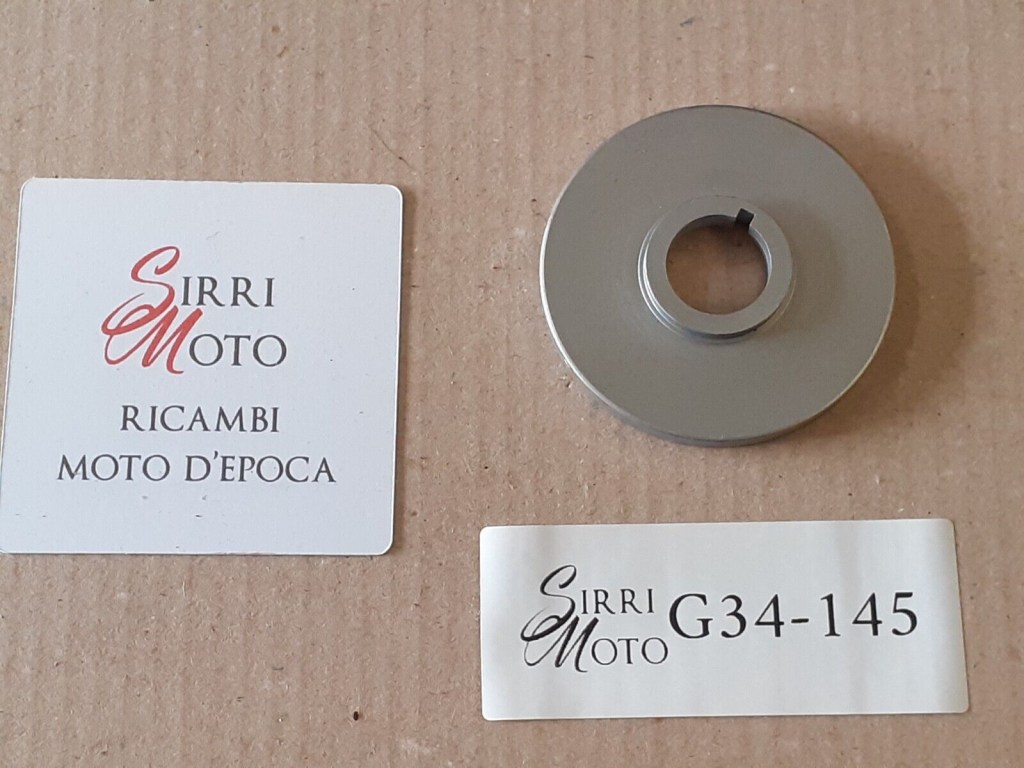 SIRRI
MOTO
RICAMBI
MOTO D'EPOCA
SIRRI
MOTO
G34-145